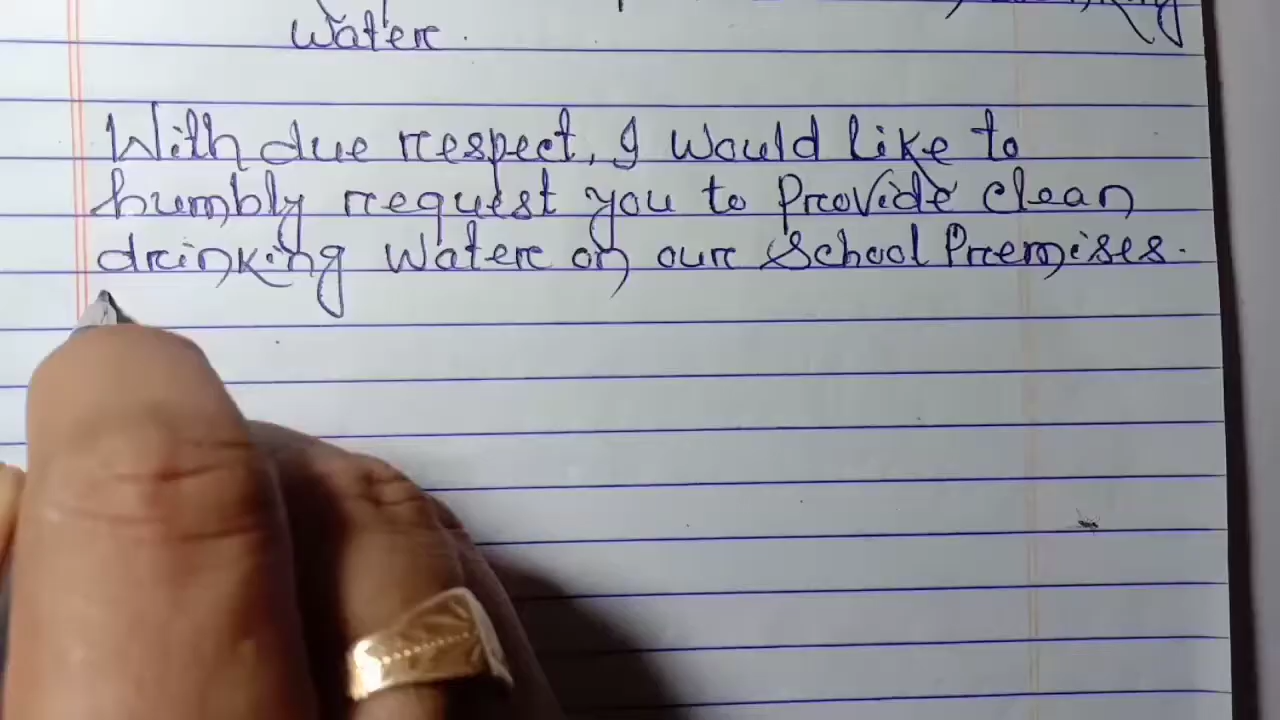 Water.
With due respect, I would like to
humbly request you to Provide clean
drinking Water on our School Premises.